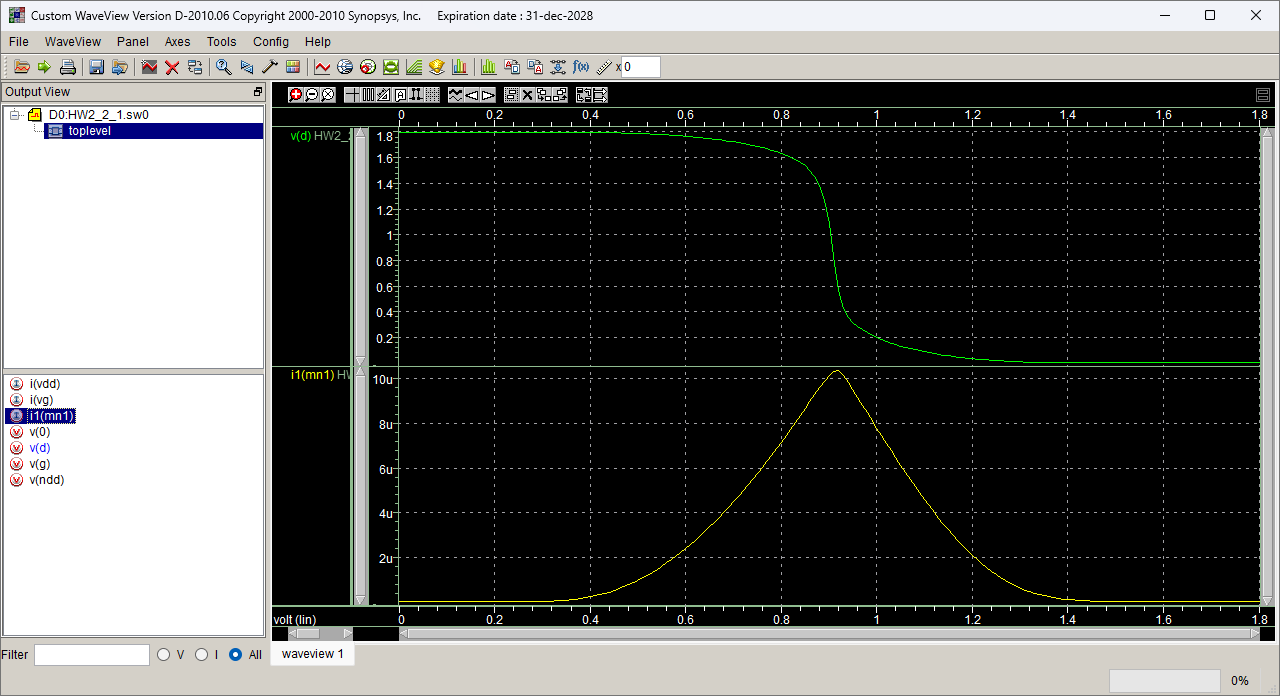 Custom WaveView Version D-2010.06 Copyright 2000-2010 Synopsys, Inc. Expiration date : 31-dec-2028
File WaveView Panel Axes Tools Config Help
f(x) x 0
Output View
D0:HW2_2_1.sw0
toplevel
i(vdd)
i(vg)
i1(mn1)
v(0)
v(d)
v(g)
v(ndd)
Filter V I All
0 0.2 0.4 0.6 0.8 1 1.2 1.4 1.6 1.8
v(d) HW2_
1.8
1.6
1.4
1.2
1
0.8
0.6
0.4
0.2
i1(mn1) HW
10u
8u
6u
4u
2u
volt (lin) 0 0.2 0.4 0.6 0.8 1 1.2 1.4 1.6 1.8
waveview 1
0%